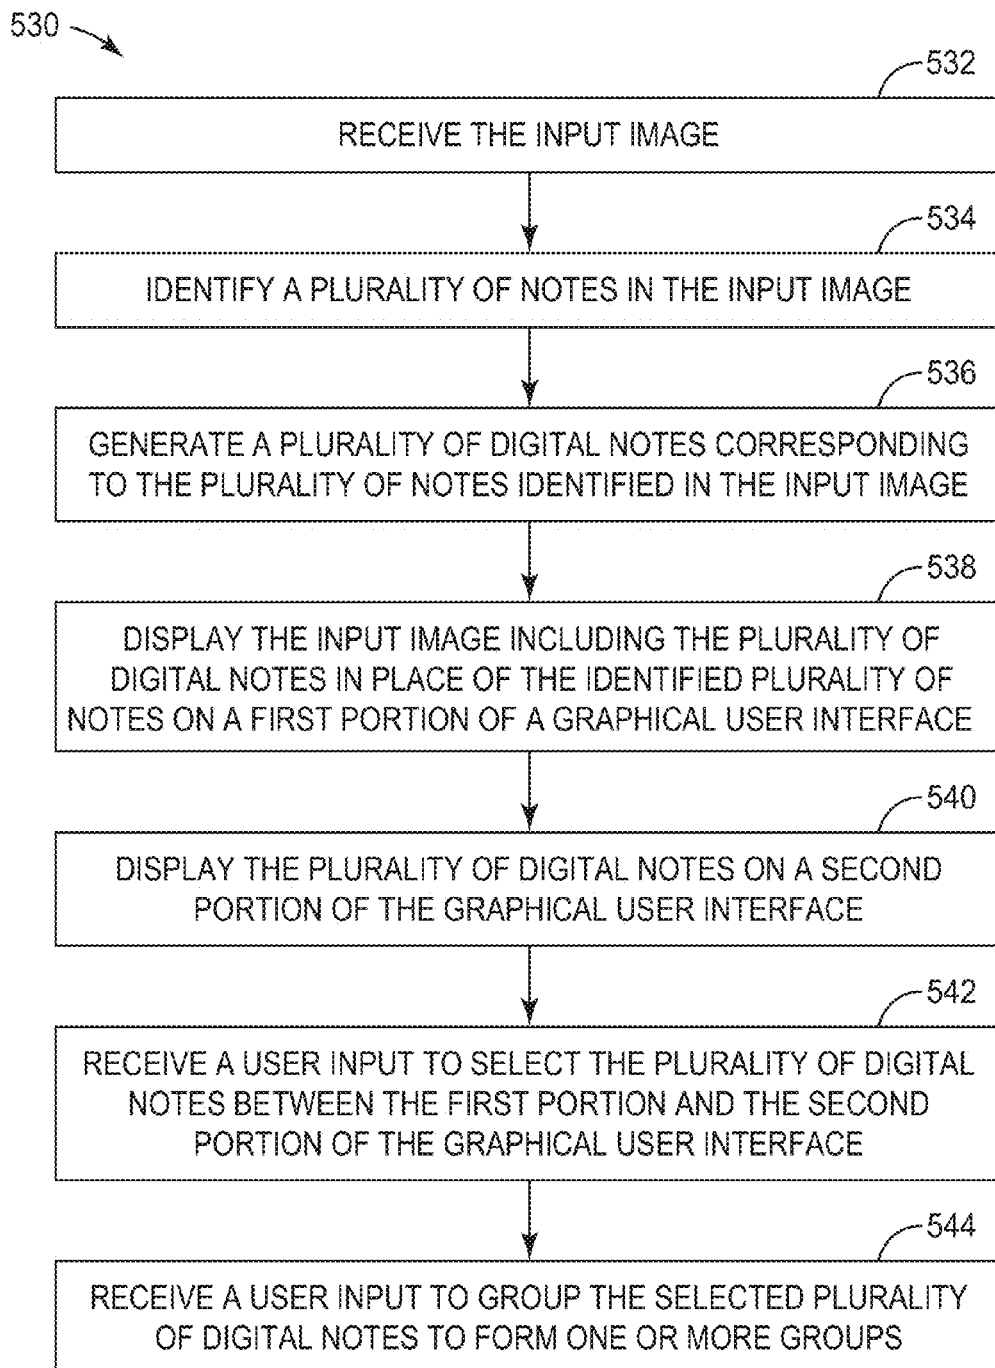 530
532
RECEIVE THE INPUT IMAGE
534
IDENTIFY A PLURALITY OF NOTES IN THE INPUT IMAGE
536
GENERATE A PLURALITY OF DIGITAL NOTES CORRESPONDING
TO THE PLURALITY OF NOTES IDENTIFIED IN THE INPUT IMAGE
538
DISPLAY THE INPUT IMAGE INCLUDING THE PLURALITY OF
DIGITAL NOTES IN PLACE OF THE IDENTIFIED PLURALITY OF
NOTES ON A FIRST PORTION OF A GRAPHICAL USER INTERFACE
540
DISPLAY THE PLURALITY OF DIGITAL NOTES ON A SECOND
PORTION OF THE GRAPHICAL USER INTERFACE
542
RECEIVE A USER INPUT TO SELECT THE PLURALITY OF DIGITAL
NOTES BETWEEN THE FIRST PORTION AND THE SECOND
PORTION OF THE GRAPHICAL USER INTERFACE
544
RECEIVE A USER INPUT TO GROUP THE SELECTED PLURALITY
OF DIGITAL NOTES TO FORM ONE OR MORE GROUPS